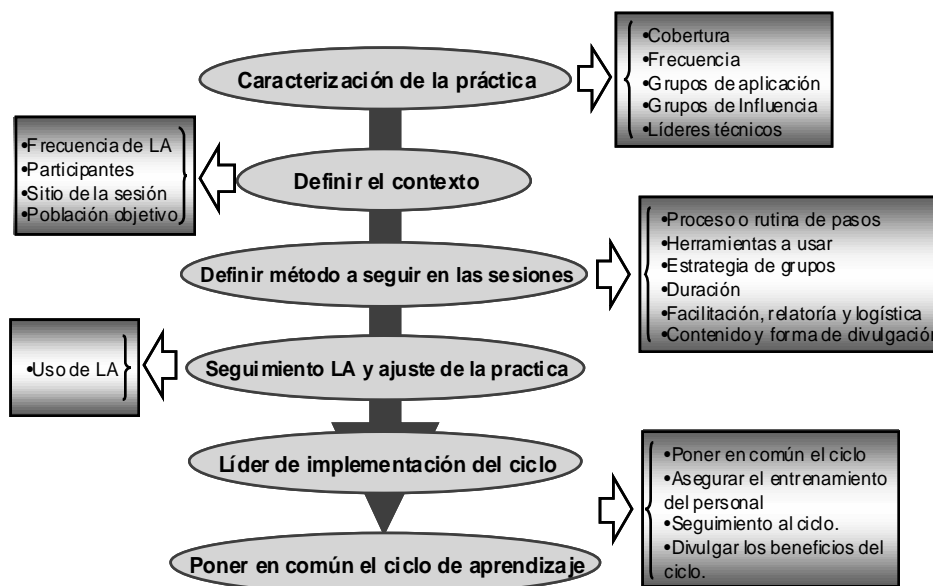 Caracterización de la práctica
•Cobertura
•Frecuencia
•Grupos de aplicación
•Grupos de Influencia
•Líderes técnicos
•Frecuencia de LA
•Participantes
•Sitio de la sesión
•Población objetivo
Definir el contexto
Definir método a seguir en las sesiones
•Proceso o rutina de pasos
•Herramientas a usar
•Estrategia de grupos
•Duración
•Facilitación, relatoría y logística
•Contenido y forma de divulgación
•Uso de LA
Seguimiento LA y ajuste de la practica
Líder de implementación del ciclo
•Poner en común el ciclo
•Asegurar el entrenamiento
del personal
•Seguimiento al ciclo.
•Divulgar los beneficios del
ciclo.
Poner en común el ciclo de aprendizaje